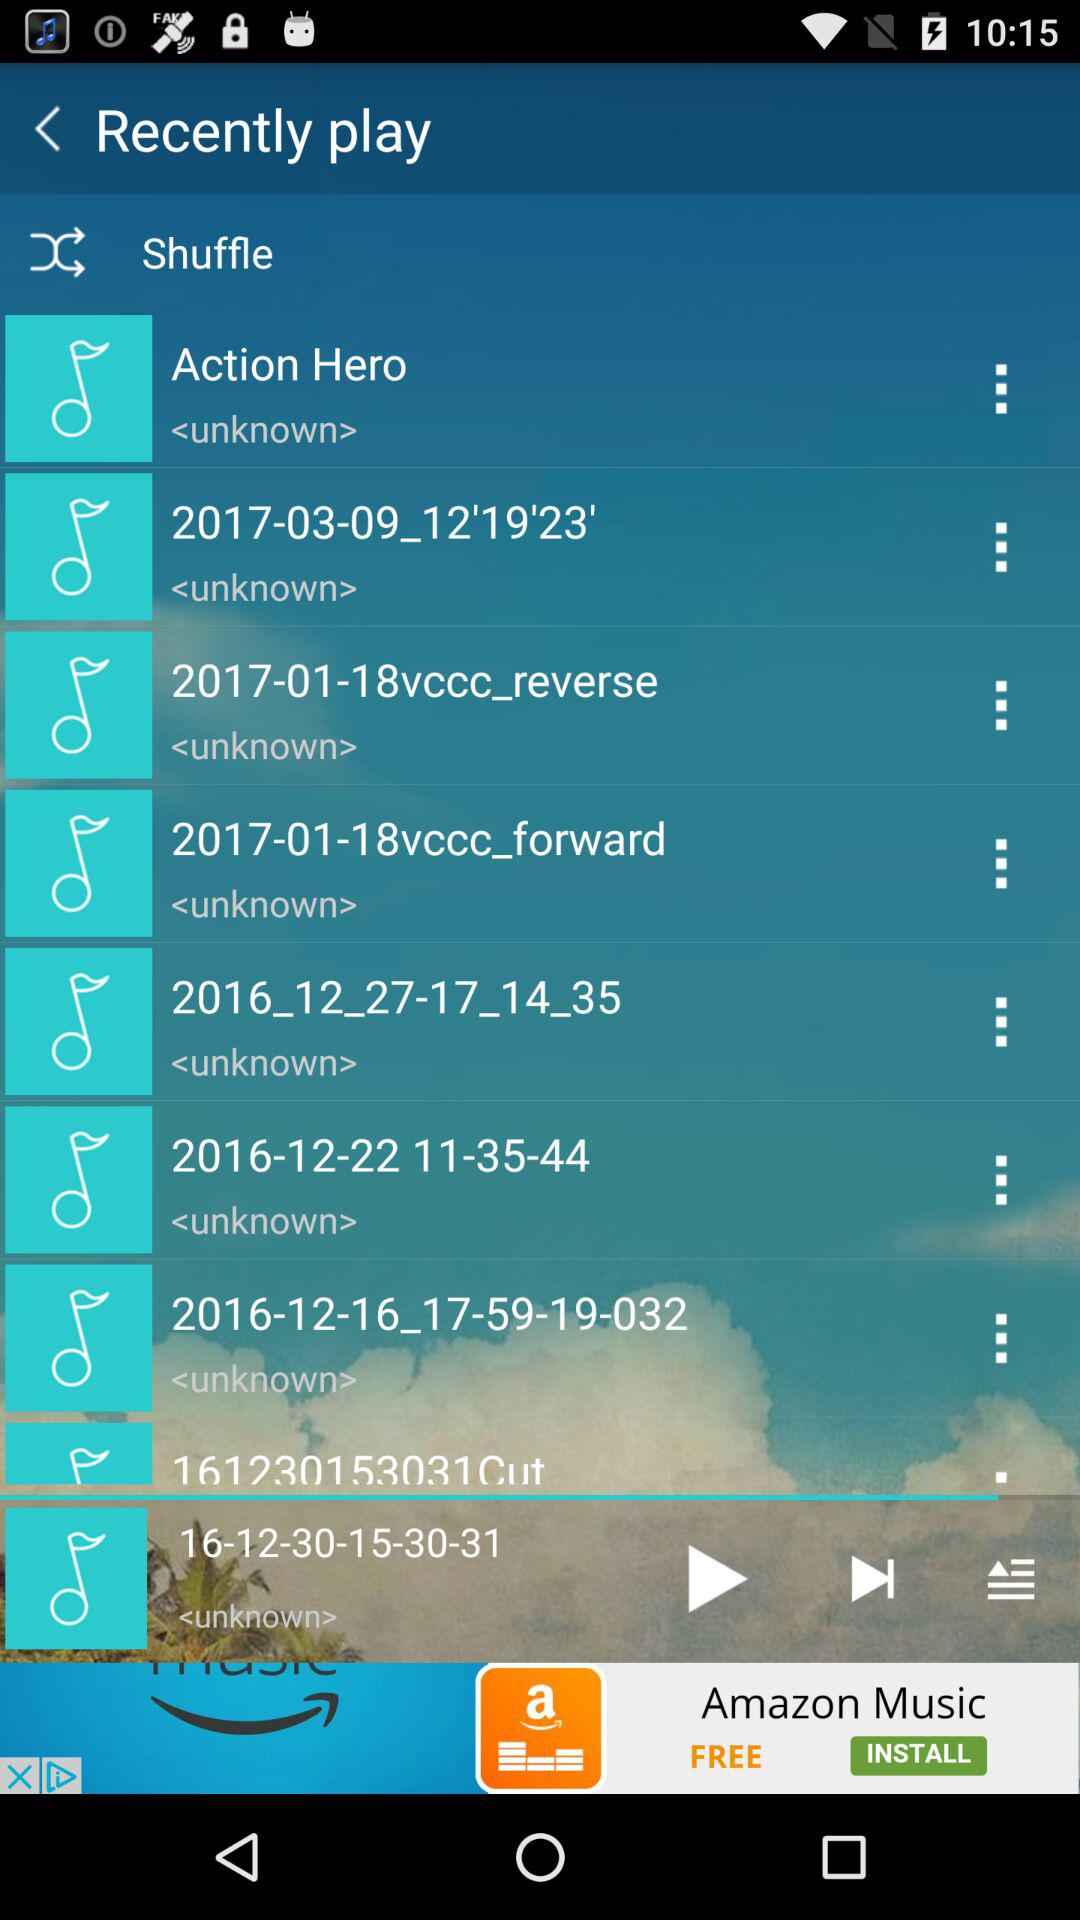 FAKE
10:15
Recently play
Shuffle
Action Hero
<unknown>
2017-03-09_12'19'23'
<unknown>
2017-01-18vccc_reverse
<unknown>
2017-01-18vccc_forward
<unknown>
2016_12_27-17_14_35
<unknown>
2016-12-22 11-35-44
<unknown>
2016-12-16_17-59-19-032
<unknown>
161230153031Cut
16-12-30-15-30-31
<unknown>
music
a
Amazon Music
FREE
INSTALL